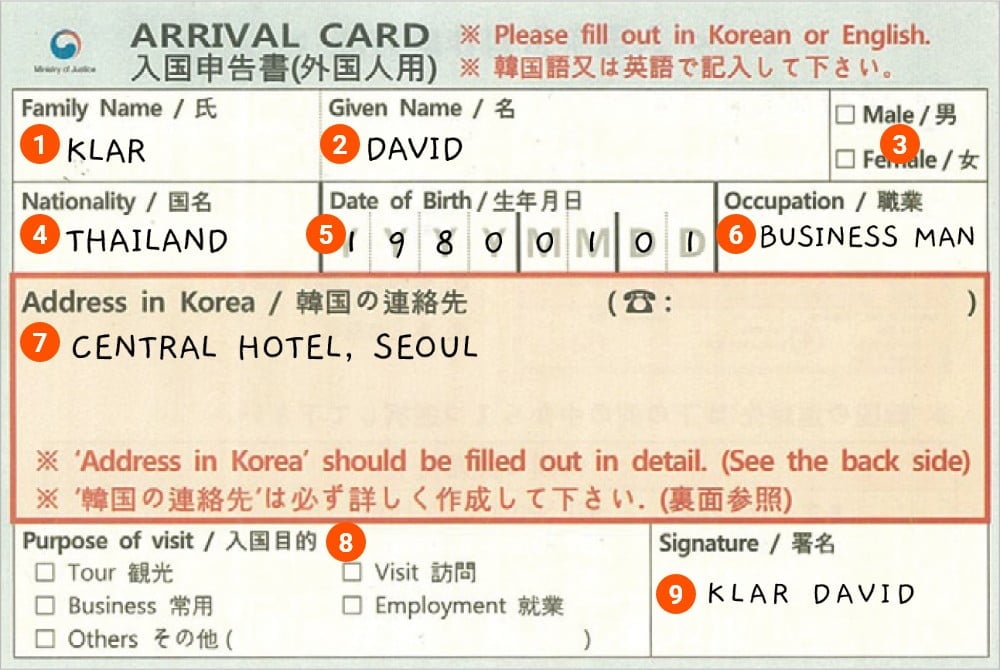 Ministry of Justice
ARRIVAL CARD
入国申告書(外国人用)
※ Please fill out in Korean or English.
※ 韓国語又は英語で記入して下さい。
Family Name / 氏
1 KLAR
Given Name / 名
2 DAVID
☐ Male / 男
3
☐ Female / 女
Nationality / 国名
4 THAILAND
Date of Birth / 生年月日
5 1 9 8 0 0 1 0 1
Y Y Y Y M M D D
Occupation / 職業
6 BUSINESS MAN
Address in Korea / 韓国の連絡先 (☎: )
7 CENTRAL HOTEL, SEOUL
※ ‘Address in Korea’ should be filled out in detail. (See the back side)
※ ‘韓国の連絡先’は必ず詳しく作成して下さい. (裏面参照)
Purpose of visit / 入国目的 8
☐ Tour 観光 ☐ Visit 訪問
☐ Business 常用 ☐ Employment 就業
☐ Others その他 ( )
Signature / 署名
9 KLAR DAVID